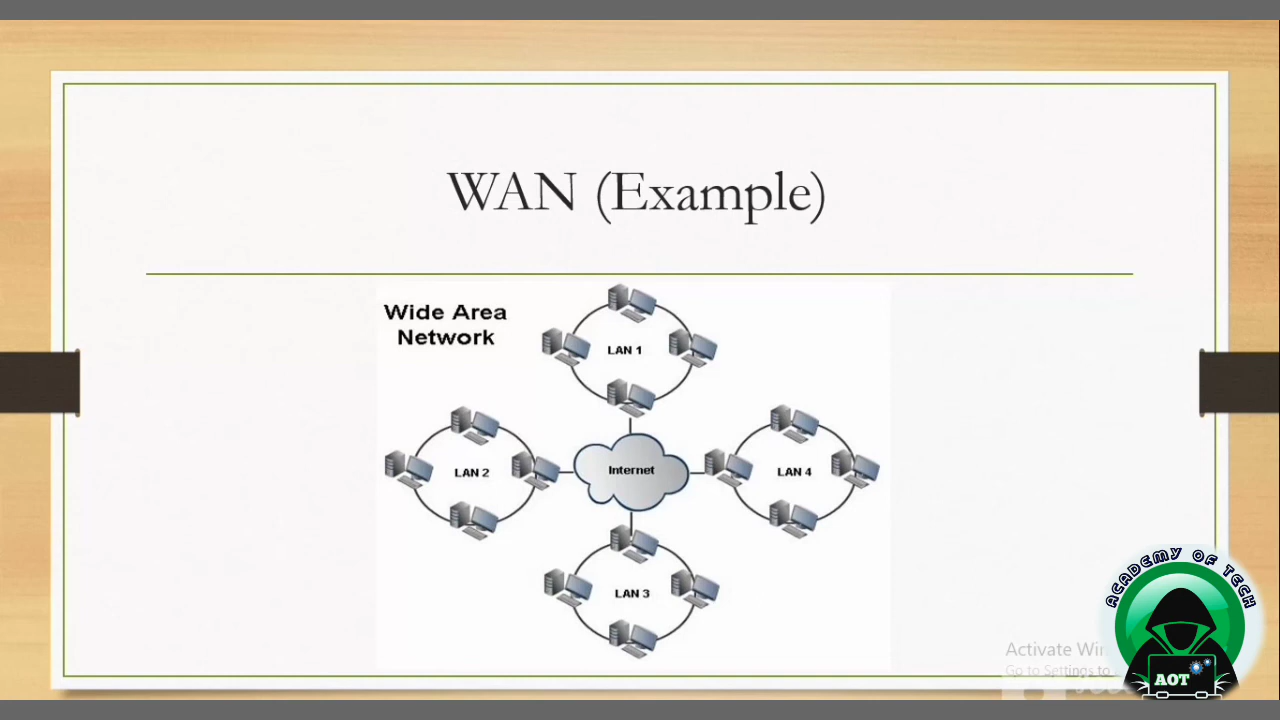 WAN (Example)
Wide Area
Network
LAN 1
LAN 2
Internet
LAN 4
LAN 3
ACADEMY OF TECH
Activate
Go to Settings to
AOT